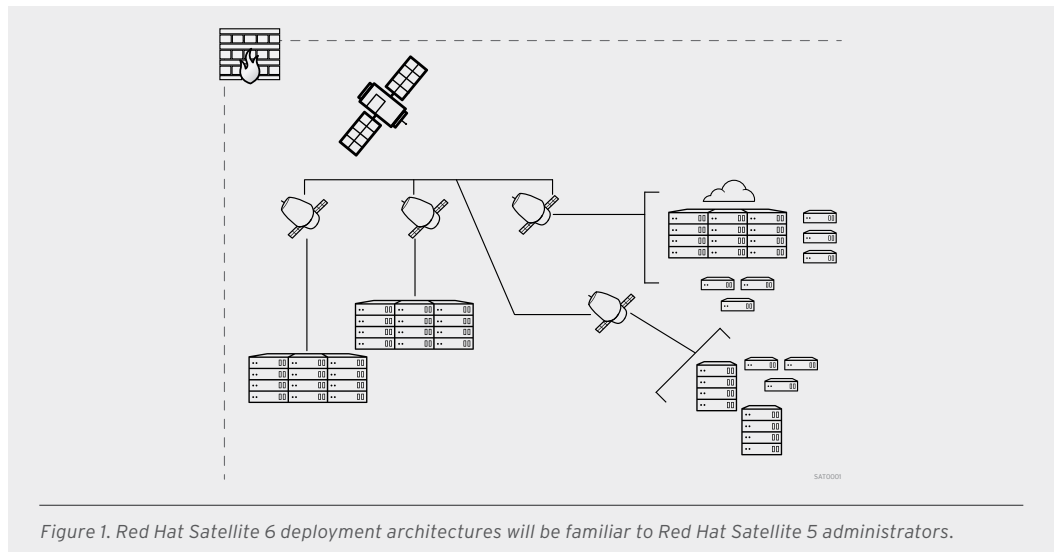 SAT0001
Figure 1. Red Hat Satellite 6 deployment architectures will be familiar to Red Hat Satellite 5 administrators.